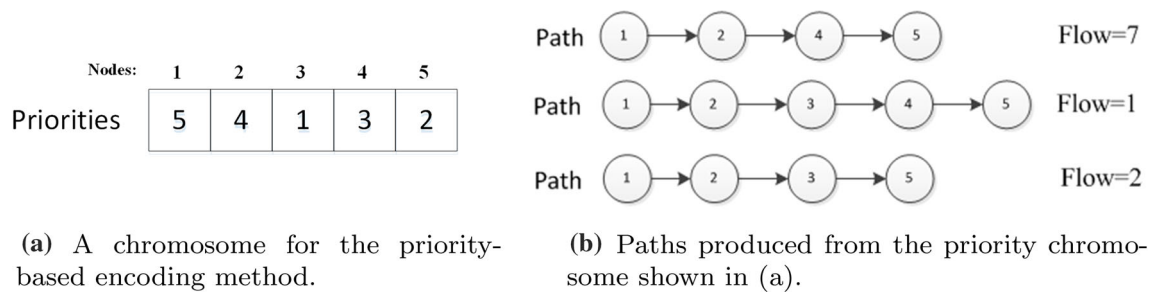 Nodes: 1 2 3 4 5
Priorities 5 4 1 3 2
(a) A chromosome for the priority-
based encoding method.
Path 1 2 4 5 Flow=7
Path 1 2 3 4 5 Flow=1
Path 1 2 3 5 Flow=2
(b) Paths produced from the priority chromo-
some shown in (a).